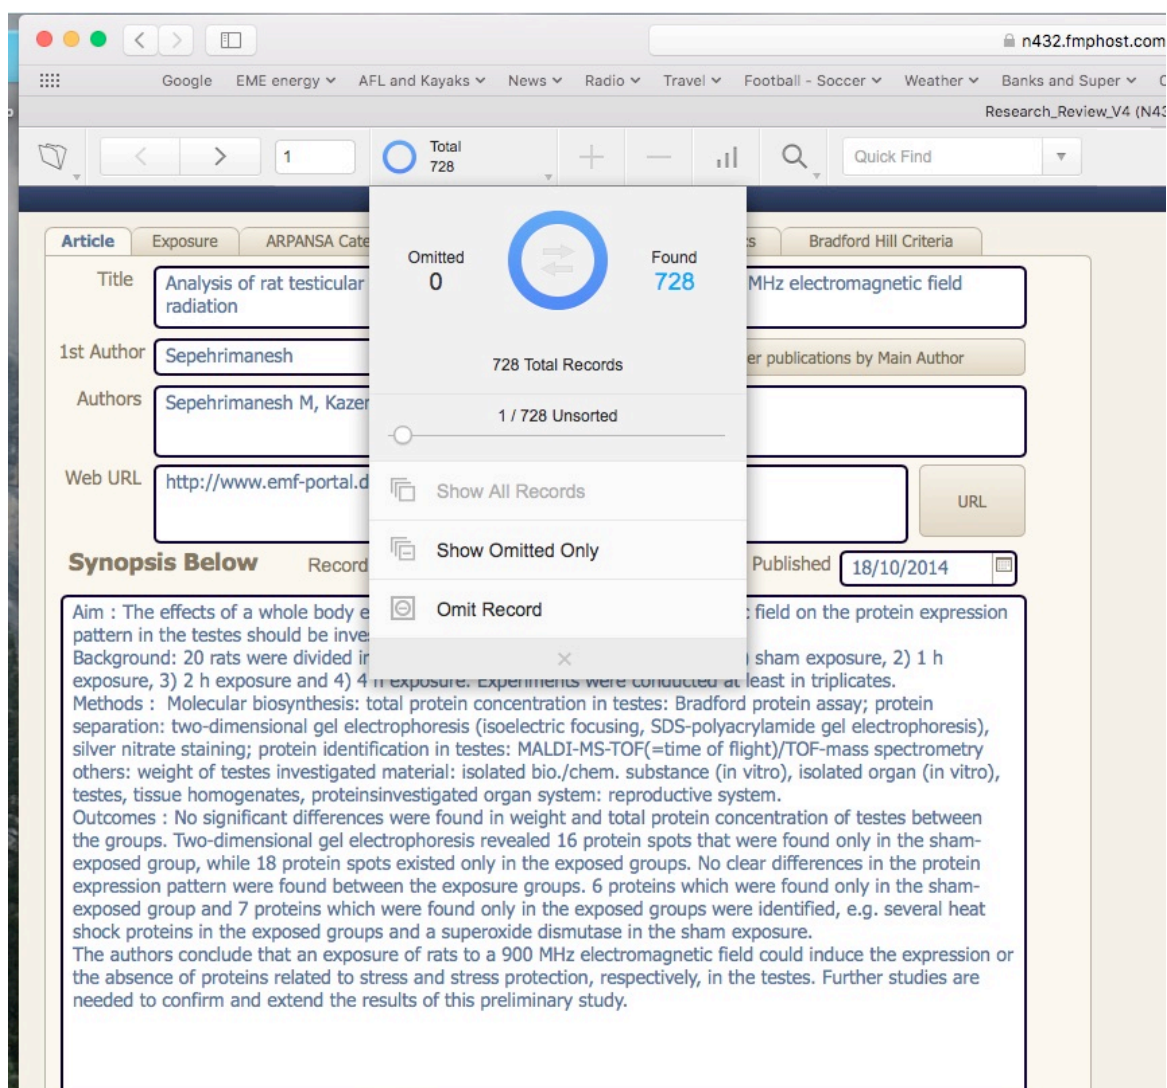 n432.fmphost.com
Google EME energy AFL and Kayaks News Radio Travel Football - Soccer Weather Banks and Super
Research_Review_V4 (N43
1 Total
728
Quick Find
Article Exposure ARPANSA Cate Bradford Hill Criteria
Omitted
0
Found
728
728 Total Records
1 / 728 Unsorted
Show All Records
Show Omitted Only
Omit Record
Title Analysis of rat testicular MHz electromagnetic field
radiation
1st Author Sepehrimanesh er publications by Main Author
Authors Sepehrimanesh M, Kazer
Web URL http://www.emf-portal.d URL
Synopsis Below Record Published 18/10/2014
Aim : The effects of a whole body e field on the protein expression
pattern in the testes should be inves
Background: 20 rats were divided in ) sham exposure, 2) 1 h
exposure, 3) 2 h exposure and 4) 4 h exposure. Experiments were conducted at least in triplicates.
Methods : Molecular biosynthesis: total protein concentration in testes: Bradford protein assay; protein
separation: two-dimensional gel electrophoresis (isoelectric focusing, SDS-polyacrylamide gel electrophoresis),
silver nitrate staining; protein identification in testes: MALDI-MS-TOF(=time of flight)/TOF-mass spectrometry
others: weight of testes investigated material: isolated bio./chem. substance (in vitro), isolated organ (in vitro),
testes, tissue homogenates, proteinsinvestigated organ system: reproductive system.
Outcomes : No significant differences were found in weight and total protein concentration of testes between
the groups. Two-dimensional gel electrophoresis revealed 16 protein spots that were found only in the sham-
exposed group, while 18 protein spots existed only in the exposed groups. No clear differences in the protein
expression pattern were found between the exposure groups. 6 proteins which were found only in the sham-
exposed group and 7 proteins which were found only in the exposed groups were identified, e.g. several heat
shock proteins in the exposed groups and a superoxide dismutase in the sham exposure.
The authors conclude that an exposure of rats to a 900 MHz electromagnetic field could induce the expression or
the absence of proteins related to stress and stress protection, respectively, in the testes. Further studies are
needed to confirm and extend the results of this preliminary study.